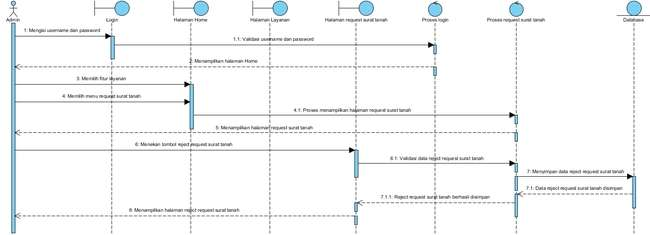 Admin
Login
Halaman Home
Halaman Layanan
Halaman request surat tanah
Proses login
Proses request surat tanah
Database
1: Mengisi username dan password
1.1: Validasi username dan password
2: Menampilkan halaman Home
3: Memilih fitur layanan
4: Memilih menu request surat tanah
4.1: Proses menampilkan halaman request surat tanah
5: Menampilkan halaman request surat tanah
6: Menekan tombol reject request surat tanah
6.1: Validasi data reject request surat tanah
7: Menyimpan data reject request surat tanah
7.1: Data reject request surat tanah disimpan
7.1.1: Reject request surat tanah berhasil disimpan
8: Menampilkan halaman reject request surat tanah